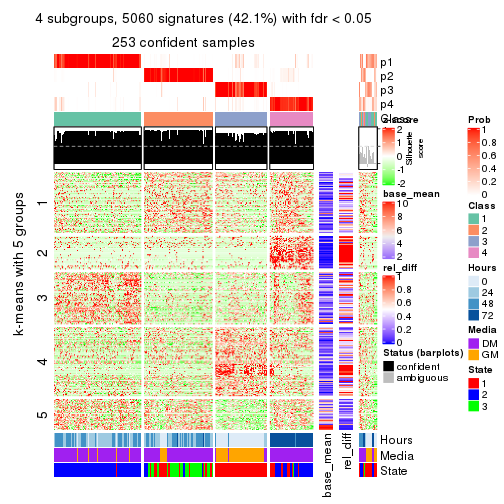 4 subgroups, 5060 signatures (42.1%) with fdr < 0.05
253 confident samples
p1
p2
p3
p4
Class
z-score
2
1
0
-1
-2
Silhouette
score
k-means with 5 groups
1
2
3
4
5
base_mean
10
8
6
4
2
rel_diff
1
0.8
0.6
0.4
0.2
0
Status (barplots)
confident
ambiguous
Prob
1
0.8
0.6
0.4
0.2
0
Class
1
2
3
4
Hours
0
24
48
72
Media
DM
GM
State
1
2
3
Hours
Media
State
base_mean
rel_diff